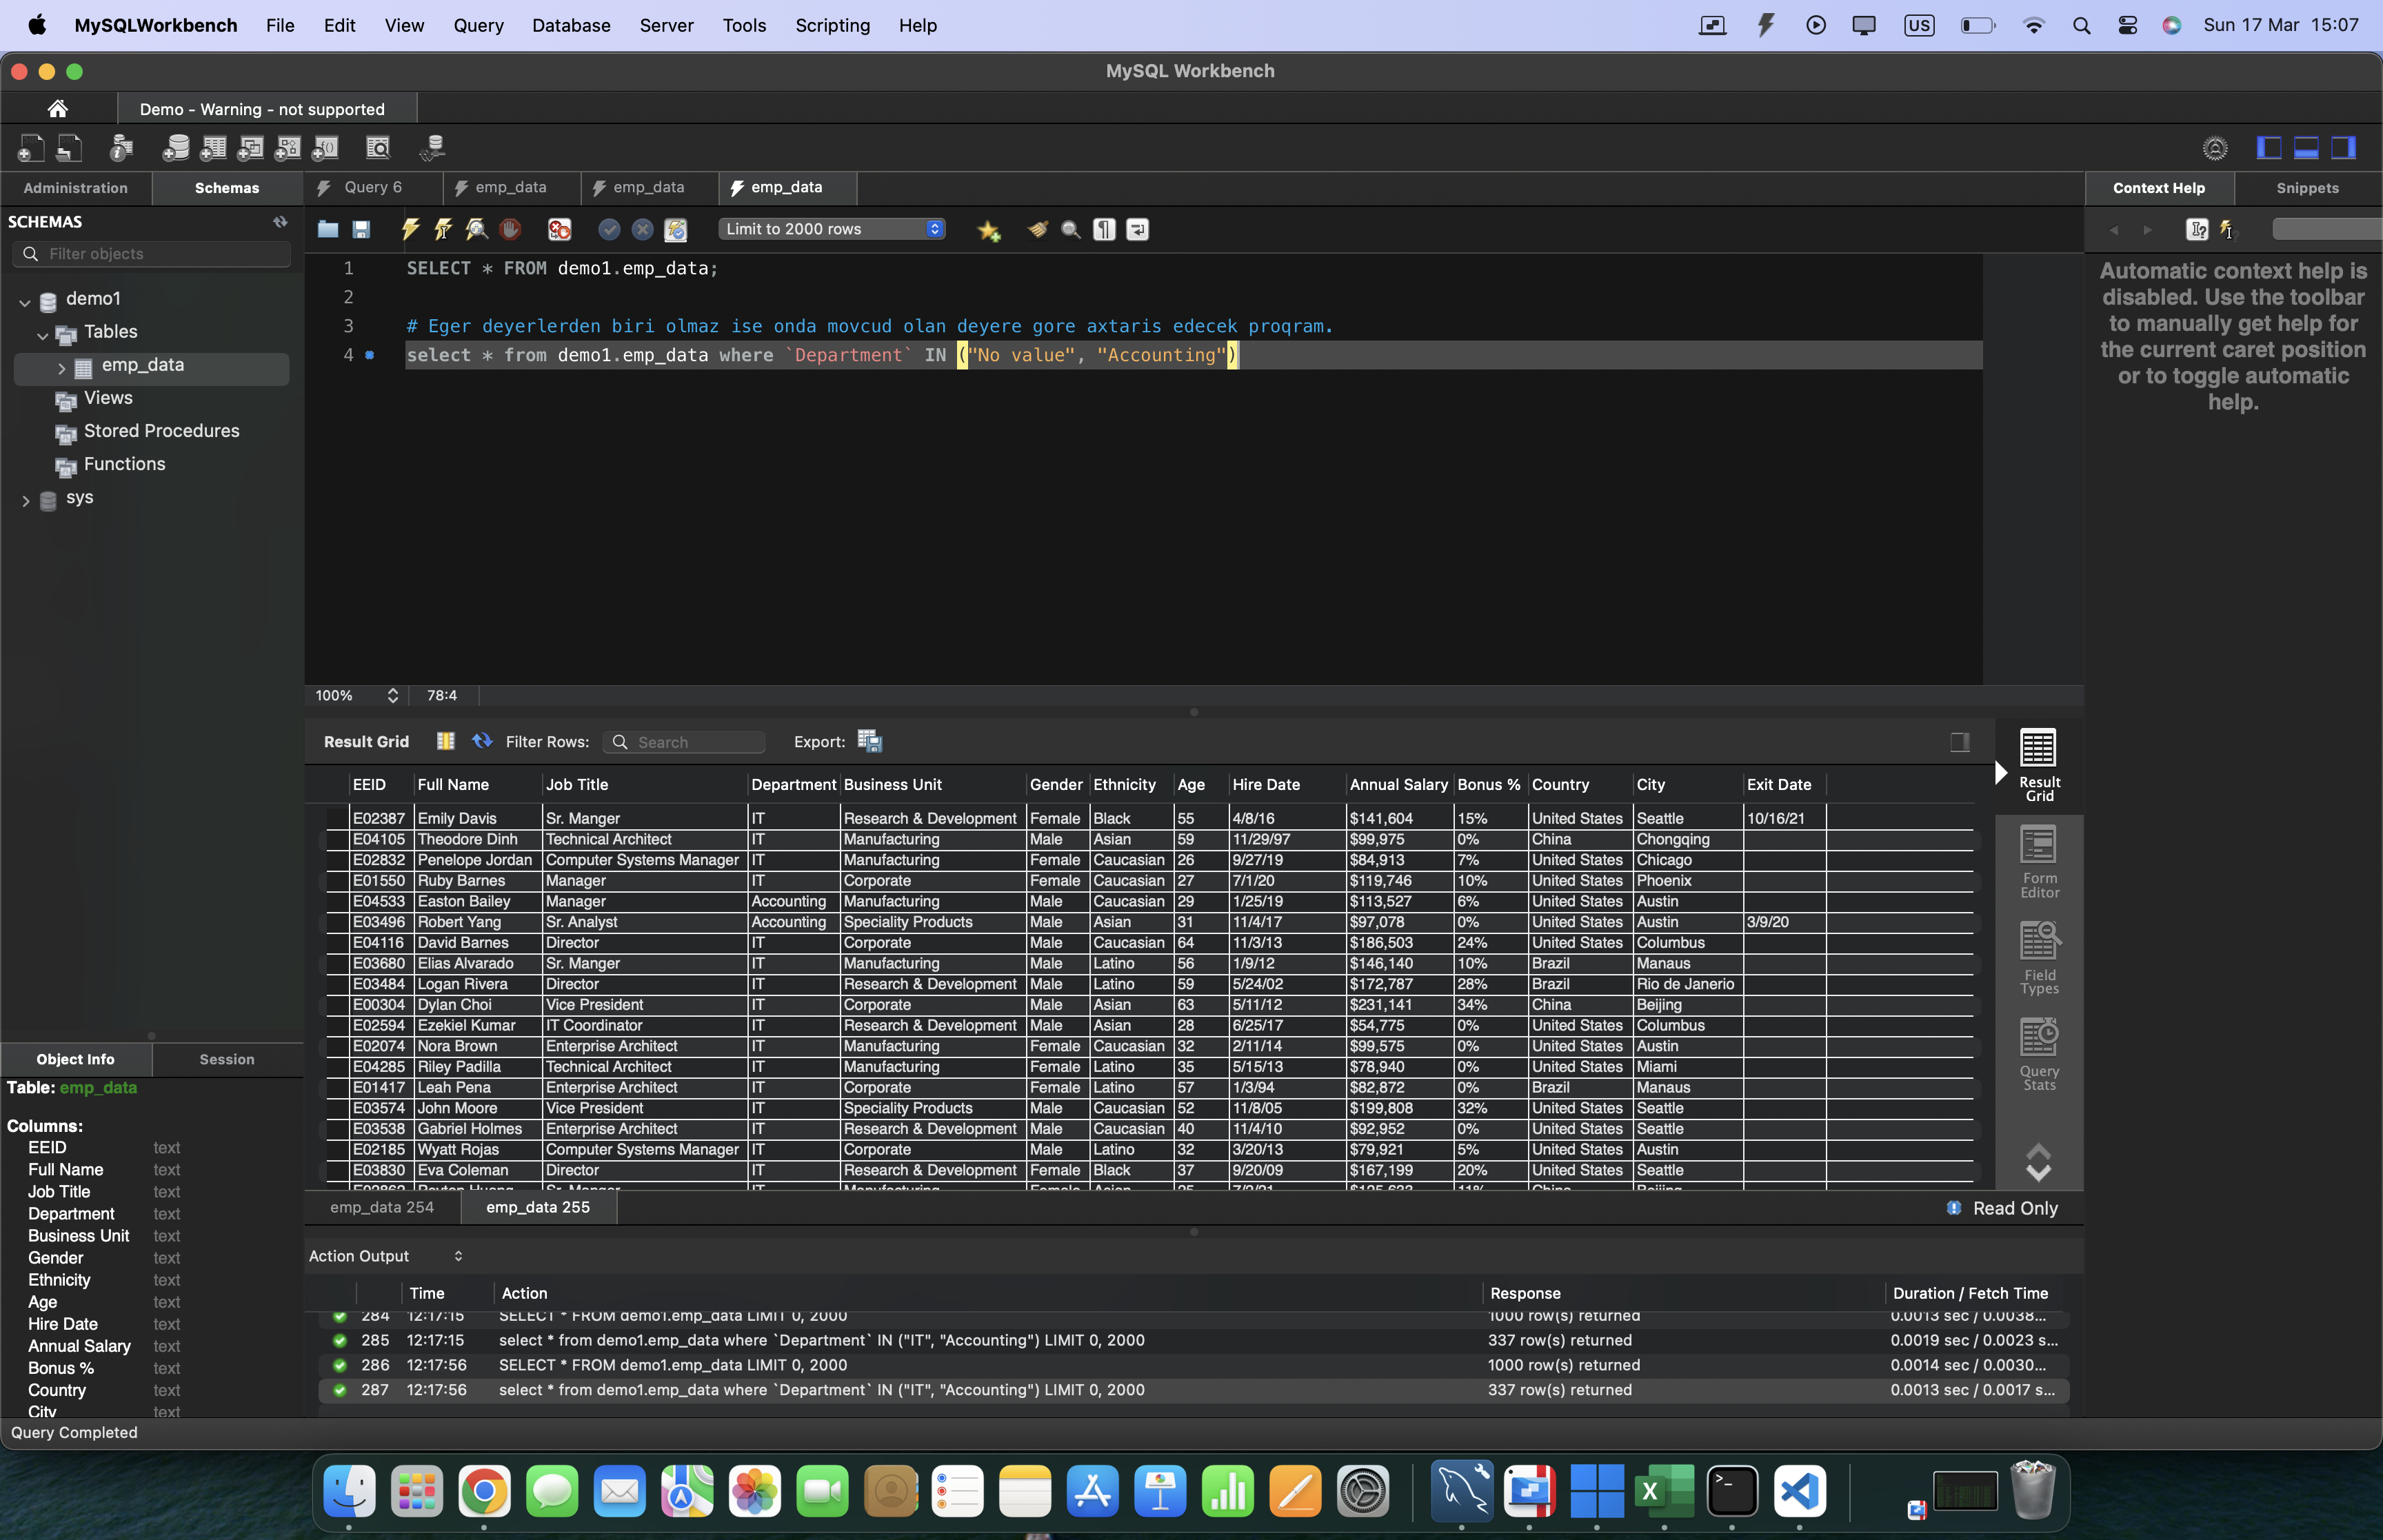 MySQLWorkbench File Edit View Query Database Server Tools Scripting Help US Sun 17 Mar 15:07
MySQL Workbench
Demo - Warning - not supported
Administration Schemas Query 6 emp_data emp_data emp_data Context Help Snippets
SCHEMAS
Filter objects
Limit to 2000 rows
demo1
Tables
emp_data
Views
Stored Procedures
Functions
sys
1 SELECT * FROM demo1.emp_data;
2
3 # Eger deyerlerden biri olmaz ise onda movcud olan deyere gore axtaris edecek proqram.
4 select * from demo1.emp_data where `Department` IN ("No value", "Accounting")
Automatic context help is
disabled. Use the toolbar
to manually get help for
the current caret position
or to toggle automatic
help.
100% 78:4
Result Grid Filter Rows: Search Export:
EEID Full Name Job Title Department Business Unit Gender Ethnicity Age Hire Date Annual Salary Bonus % Country City Exit Date
E02387 Emily Davis Sr. Manger IT Research & Development Female Black 55 4/8/16 $141,604 15% United States Seattle 10/16/21
E04105 Theodore Dinh Technical Architect IT Manufacturing Male Asian 59 11/29/97 $99,975 0% China Chongqing
E02832 Penelope Jordan Computer Systems Manager IT Manufacturing Female Caucasian 26 9/27/19 $84,913 7% United States Chicago
E01550 Ruby Barnes Manager IT Corporate Female Caucasian 27 7/1/20 $119,746 10% United States Phoenix
E04533 Easton Bailey Manager Accounting Manufacturing Male Caucasian 29 1/25/19 $113,527 6% United States Austin
E03496 Robert Yang Sr. Analyst Accounting Speciality Products Male Asian 31 11/4/17 $97,078 0% United States Austin 3/9/20
E04116 David Barnes Director IT Corporate Male Caucasian 64 11/3/13 $186,503 24% United States Columbus
E03680 Elias Alvarado Sr. Manger IT Manufacturing Male Latino 56 1/9/12 $146,140 10% Brazil Manaus
E03484 Logan Rivera Director IT Research & Development Male Latino 59 5/24/02 $172,787 28% Brazil Rio de Janerio
E00304 Dylan Choi Vice President IT Corporate Male Asian 63 5/11/12 $231,141 34% China Beijing
E02594 Ezekiel Kumar IT Coordinator IT Research & Development Male Asian 28 6/25/17 $54,775 0% United States Columbus
E02074 Nora Brown Enterprise Architect IT Manufacturing Female Caucasian 32 2/11/14 $99,575 0% United States Austin
E04285 Riley Padilla Technical Architect IT Manufacturing Female Latino 35 5/15/13 $78,940 0% United States Miami
E01417 Leah Pena Enterprise Architect IT Corporate Female Latino 57 1/3/94 $82,872 0% Brazil Manaus
E03574 John Moore Vice President IT Speciality Products Male Caucasian 52 11/8/05 $199,808 32% United States Seattle
E03538 Gabriel Holmes Enterprise Architect IT Research & Development Male Caucasian 40 11/4/10 $92,952 0% United States Seattle
E02185 Wyatt Rojas Computer Systems Manager IT Corporate Male Latino 32 3/20/13 $79,921 5% United States Austin
E03830 Eva Coleman Director IT Research & Development Female Black 37 9/20/09 $167,199 20% United States Seattle
Result
Grid
Form
Editor
Field
Types
Query
Stats
emp_data 254 emp_data 255 Read Only
Object Info Session
Table: emp_data
Columns:
EEID text
Full Name text
Job Title text
Department text
Business Unit text
Gender text
Ethnicity text
Age text
Hire Date text
Annual Salary text
Bonus % text
Country text
City text
Action Output
Time Action Response Duration / Fetch Time
284 12:17:15 SELECT * FROM demo1.emp_data LIMIT 0, 2000 1000 row(s) returned 0.0013 sec / 0.0038...
285 12:17:15 select * from demo1.emp_data where `Department` IN ("IT", "Accounting") LIMIT 0, 2000 337 row(s) returned 0.0019 sec / 0.0023 s...
286 12:17:56 SELECT * FROM demo1.emp_data LIMIT 0, 2000 1000 row(s) returned 0.0014 sec / 0.0030...
287 12:17:56 select * from demo1.emp_data where `Department` IN ("IT", "Accounting") LIMIT 0, 2000 337 row(s) returned 0.0013 sec / 0.0017 s...
Query Completed